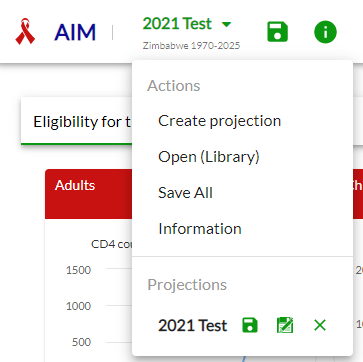 AIM
2021 Test
Zimbabwe 1970-2025
Actions
Create projection
Open (Library)
Save All
Information
Projections
2021 Test
Eligibility for t
Adults
CD4 cou
1500
1000
500